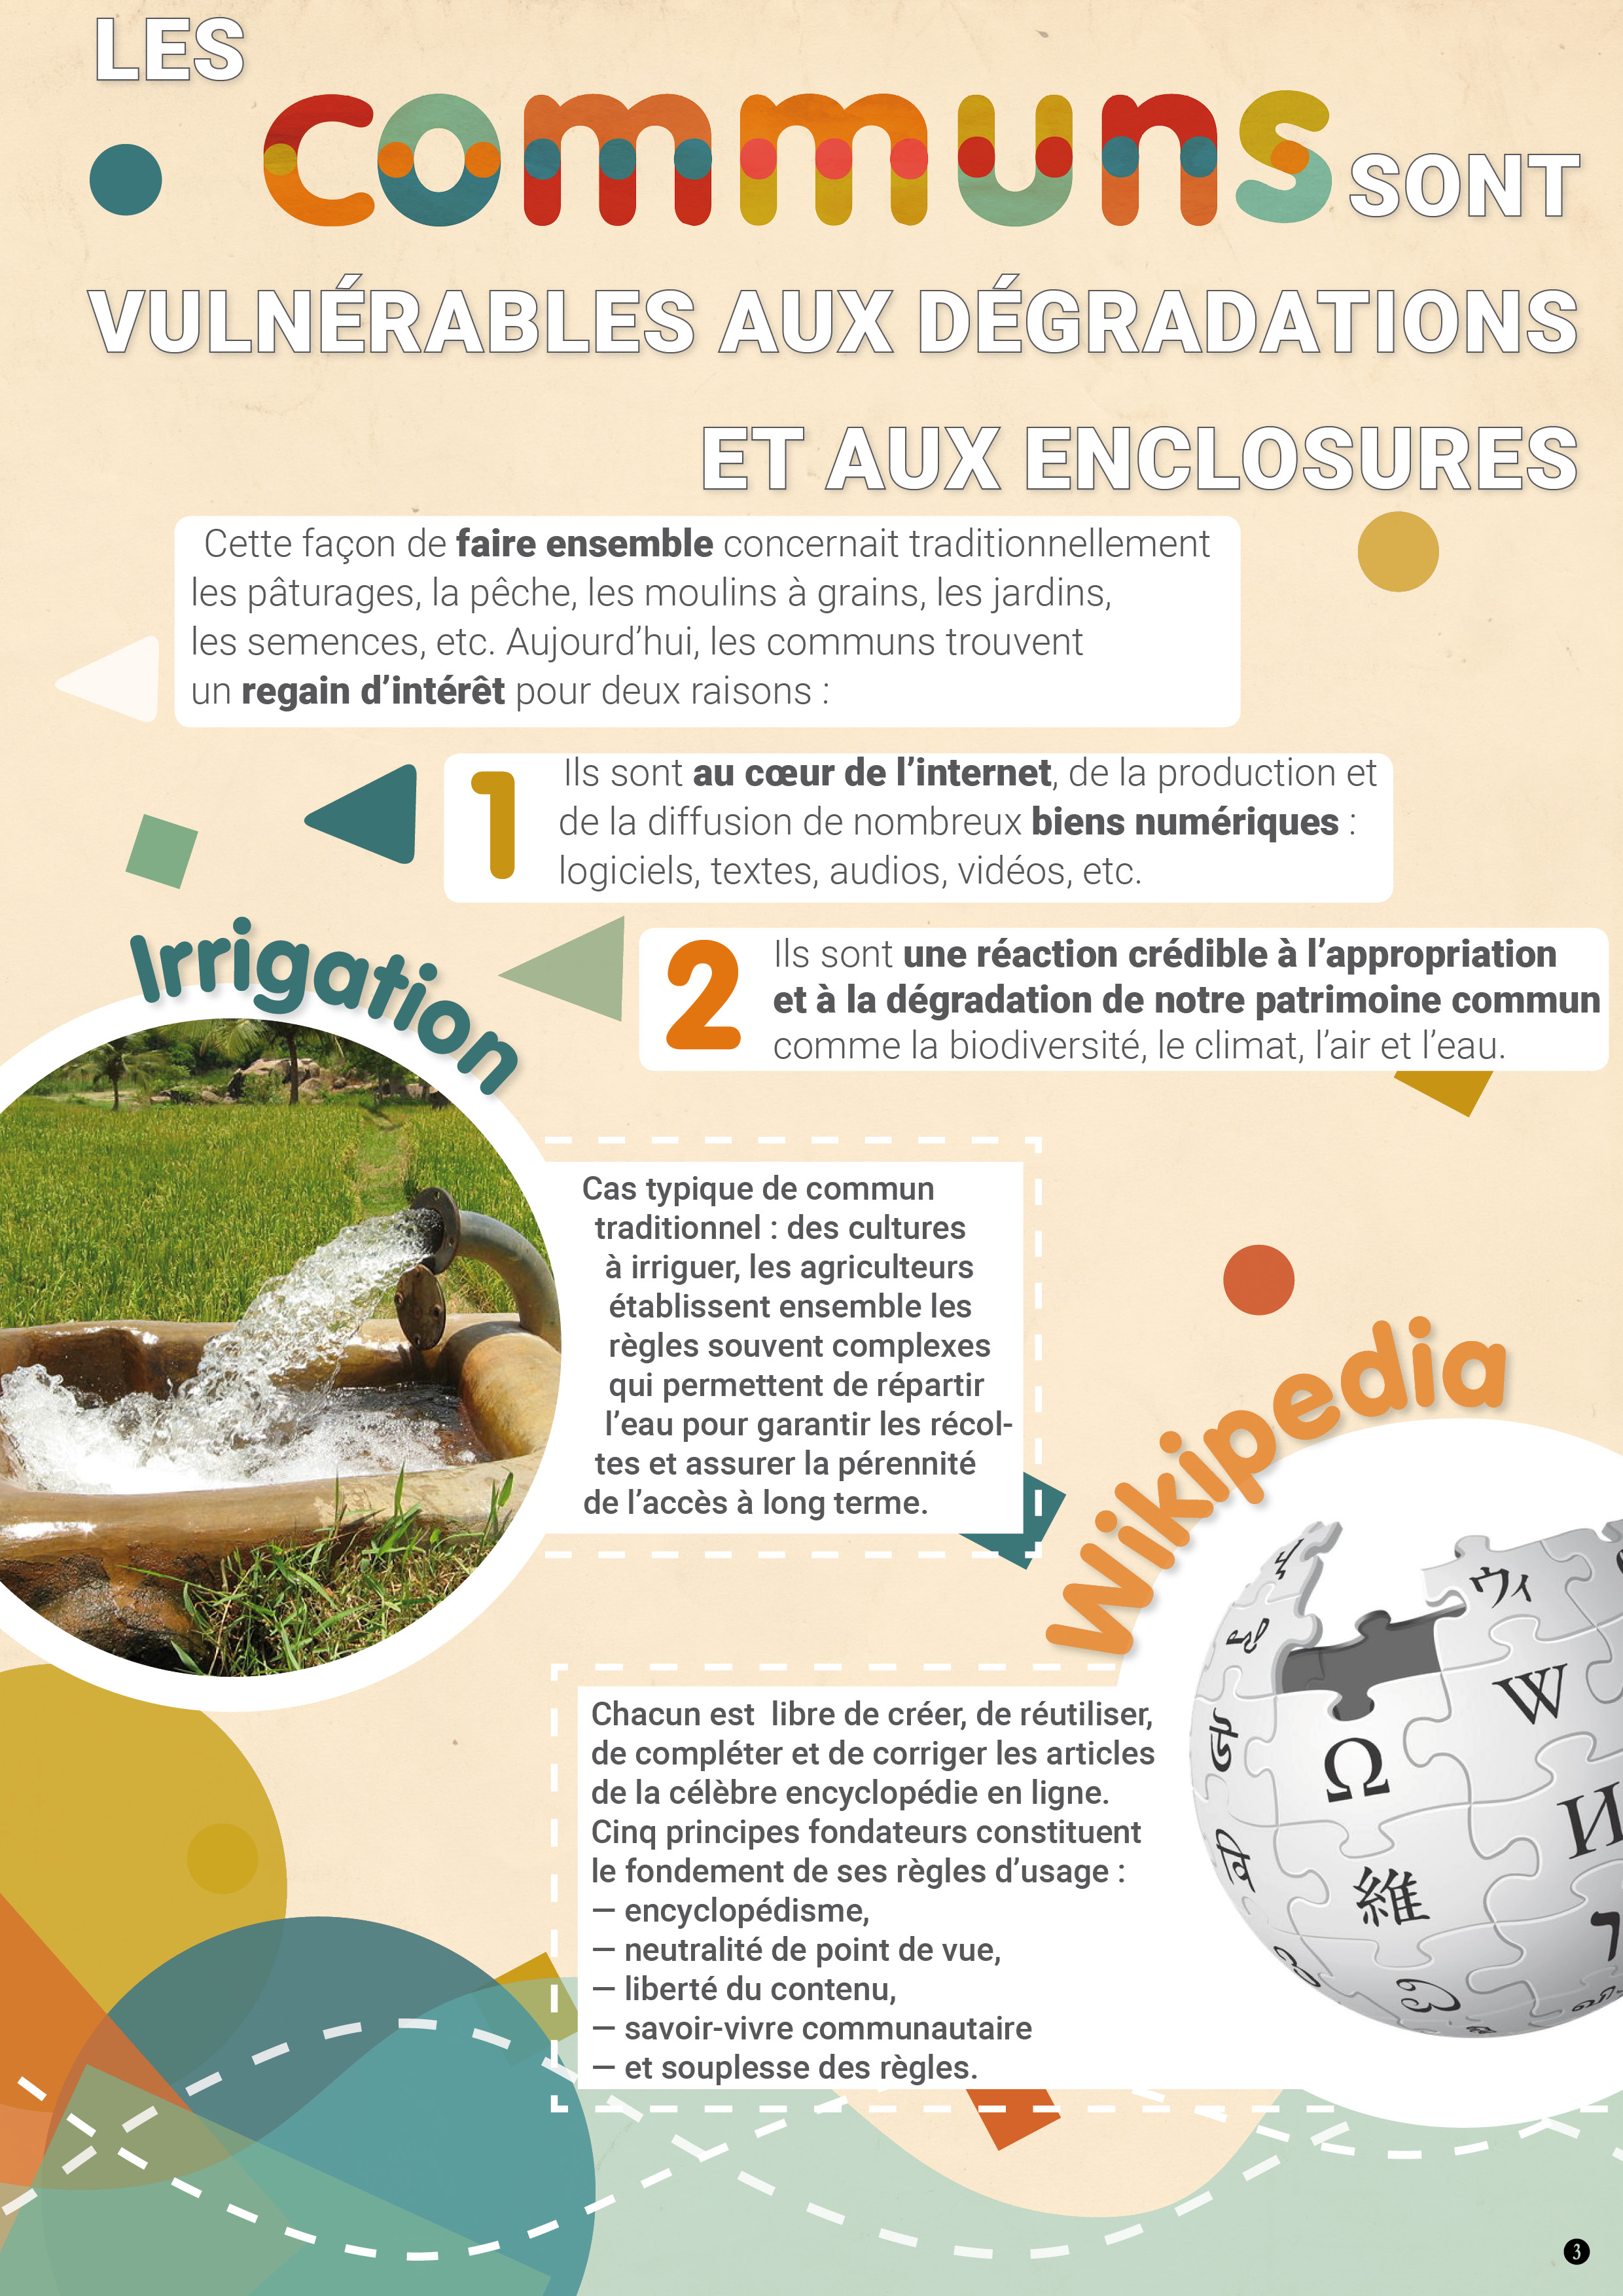 LES
communs SONT
VULNÉRABLES AUX DÉGRADATIONS
ET AUX ENCLOSURES
Cette façon de faire ensemble concernait traditionnellement
les pâturages, la pêche, les moulins à grains, les jardins,
les semences, etc. Aujourd’hui, les communs trouvent
un regain d’intérêt pour deux raisons :
1
Ils sont au cœur de l’internet, de la production et
de la diffusion de nombreux biens numériques :
logiciels, textes, audios, vidéos, etc.
2
Ils sont une réaction crédible à l’appropriation
et à la dégradation de notre patrimoine commun
comme la biodiversité, le climat, l’air et l’eau.
Irrigation
Cas typique de commun
traditionnel : des cultures
à irriguer, les agriculteurs
établissent ensemble les
règles souvent complexes
qui permettent de répartir
l’eau pour garantir les récol-
tes et assurer la pérennité
de l’accès à long terme.
Wikipedia
ウィ
W
Ω
И
維
Chacun est  libre de créer, de réutiliser,
de compléter et de corriger les articles
de la célèbre encyclopédie en ligne.
Cinq principes fondateurs constituent
le fondement de ses règles d’usage :
— encyclopédisme,
— neutralité de point de vue,
— liberté du contenu,
— savoir-vivre communautaire
— et souplesse des règles.
3